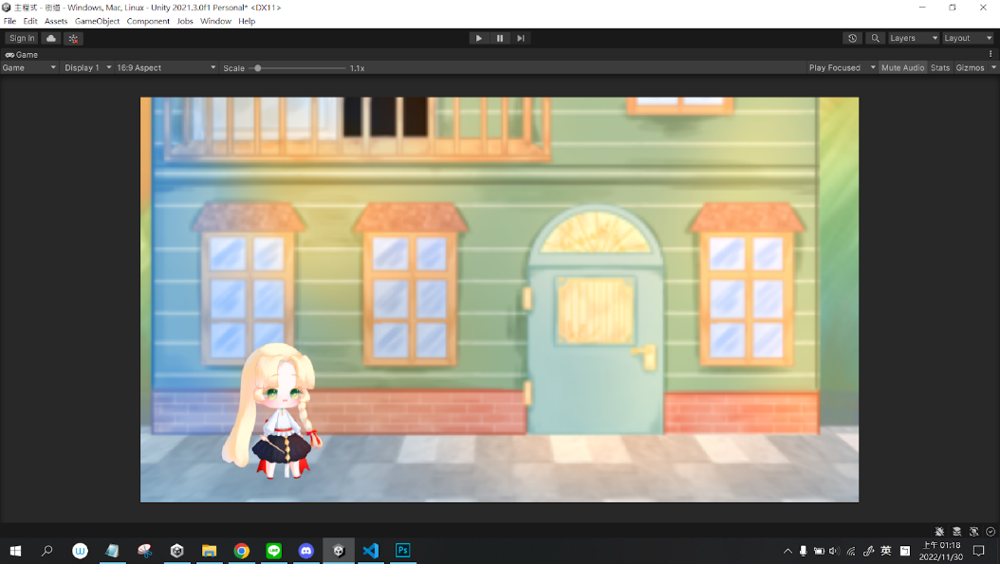 主程式 - 街道 - Windows, Mac, Linux - Unity 2021.3.0f1 Personal* <DX11>
File Edit Assets GameObject Component Jobs Window Help
Sign in Layers Layout
Game
Game Display 1 16:9 Aspect Scale 1.1x Play Focused Mute Audio Stats Gizmos
W LINE Ps 英
上午 01:18
2022/11/30